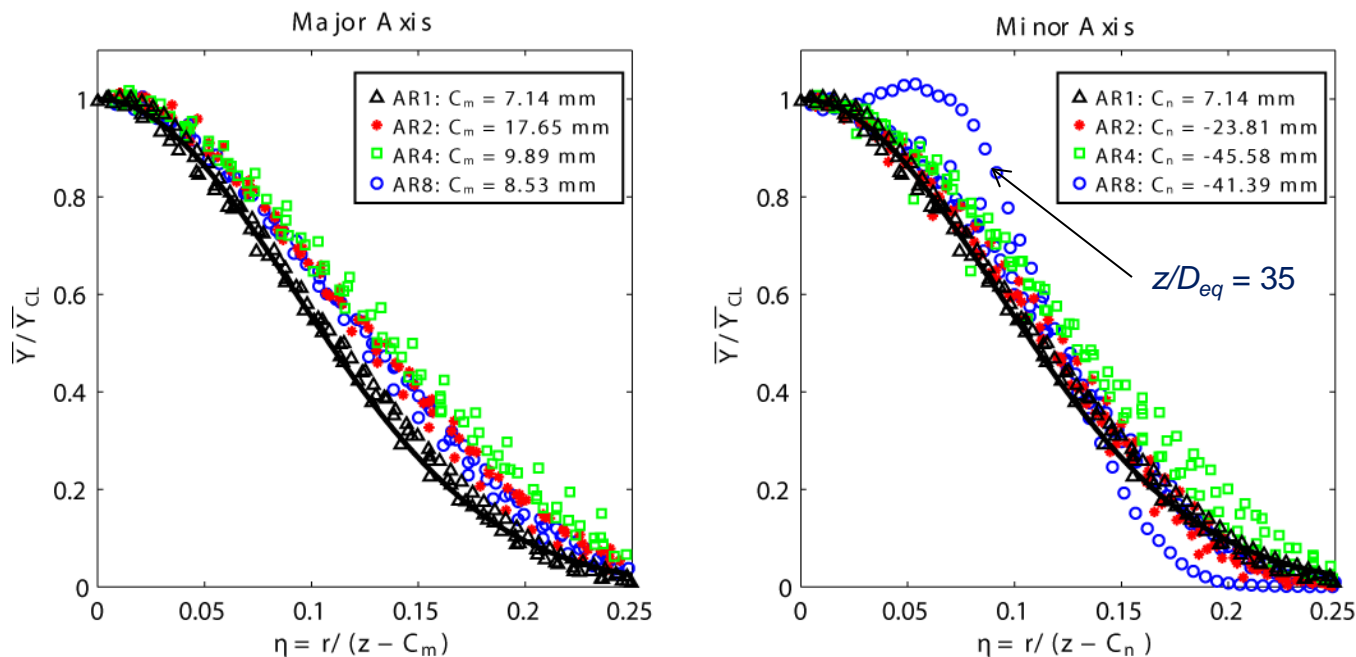 Major Axis
AR1: Cm = 7.14 mm
AR2: Cm = 17.65 mm
AR4: Cm = 9.89 mm
AR8: Cm = 8.53 mm
1
0.8
0.6
0.4
0.2
0
Y / YCL
0 0.05 0.1 0.15 0.2 0.25
η = r/ (z − Cm)
Minor Axis
AR1: Cn = 7.14 mm
AR2: Cn = -23.81 mm
AR4: Cn = -45.58 mm
AR8: Cn = -41.39 mm
z/Deq = 35
1
0.8
0.6
0.4
0.2
0
Y / YCL
0 0.05 0.1 0.15 0.2 0.25
η = r/ (z − Cn)